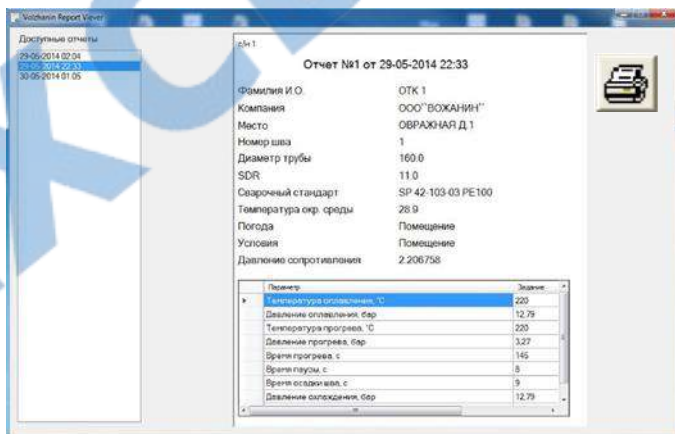 Volzhanin Report Viewer
Доступные отчеты
29-05-2014 02:04
29-05-2014 22:33
30-05-2014 01:05
с/н 1
Отчет №1 от 29-05-2014 22:33
Фамилия И.О. ОТК 1
Компания ООО"ВОЖАНИН"
Место ОВРАЖНАЯ Д.1
Номер шва 1
Диаметр трубы 160.0
SDR 11.0
Сварочный стандарт SP 42-103-03 PE100
Температура окр. среды 28.9
Погода Помещение
Условия Помещение
Давление сопротивления 2.206758
Параметр Задание
Температура оплавления, °C 220
Давление оплавления, бар 12,79
Температура прогрева, °C 220
Давление прогрева, бар 3,27
Время прогрева, с 145
Время паузы, с 8
Время осадки шва, с 9
Давление охлаждения, бар 12,79